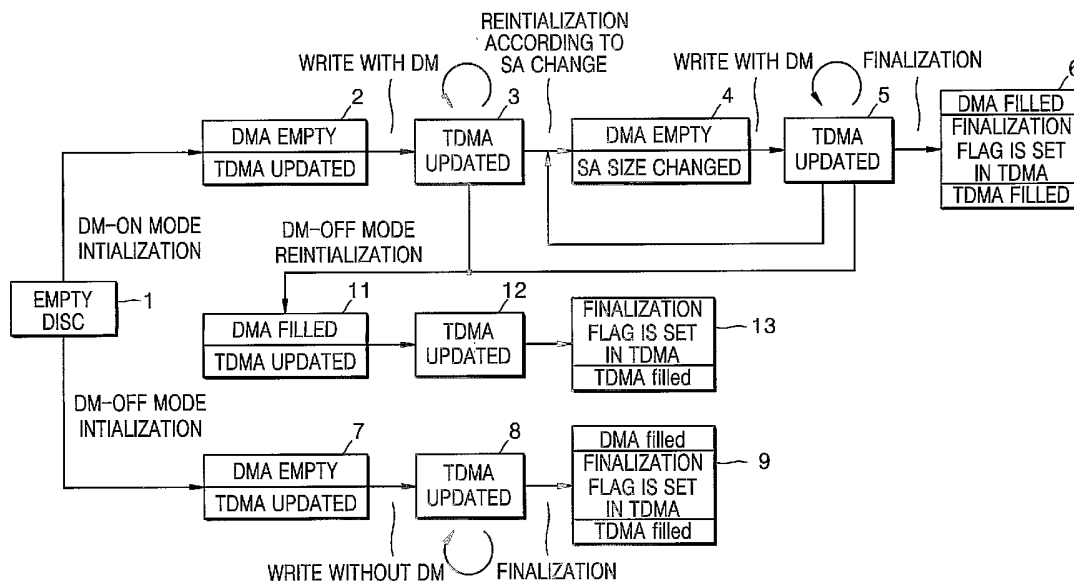 REINTIALIZATION
ACCORDING TO
SA CHANGE
WRITE WITH DM
WRITE WITH DM
FINALIZATION
2
3
4
5
6
DMA EMPTY
TDMA UPDATED
TDMA
UPDATED
DMA EMPTY
SA SIZE CHANGED
TDMA
UPDATED
DMA FILLED
FINALIZATION
FLAG IS SET
IN TDMA
TDMA FILLED
DM-ON MODE
INTIALIZATION
DM-OFF MODE
REINTIALIZATION
EMPTY
DISC
1
11
12
13
DMA FILLED
TDMA UPDATED
TDMA
UPDATED
FINALIZATION
FLAG IS SET
IN TDMA
TDMA filled
DM-OFF MODE
INTIALIZATION
7
8
9
DMA EMPTY
TDMA UPDATED
TDMA
UPDATED
DMA filled
FINALIZATION
FLAG IS SET
IN TDMA
TDMA filled
WRITE WITHOUT DM
FINALIZATION